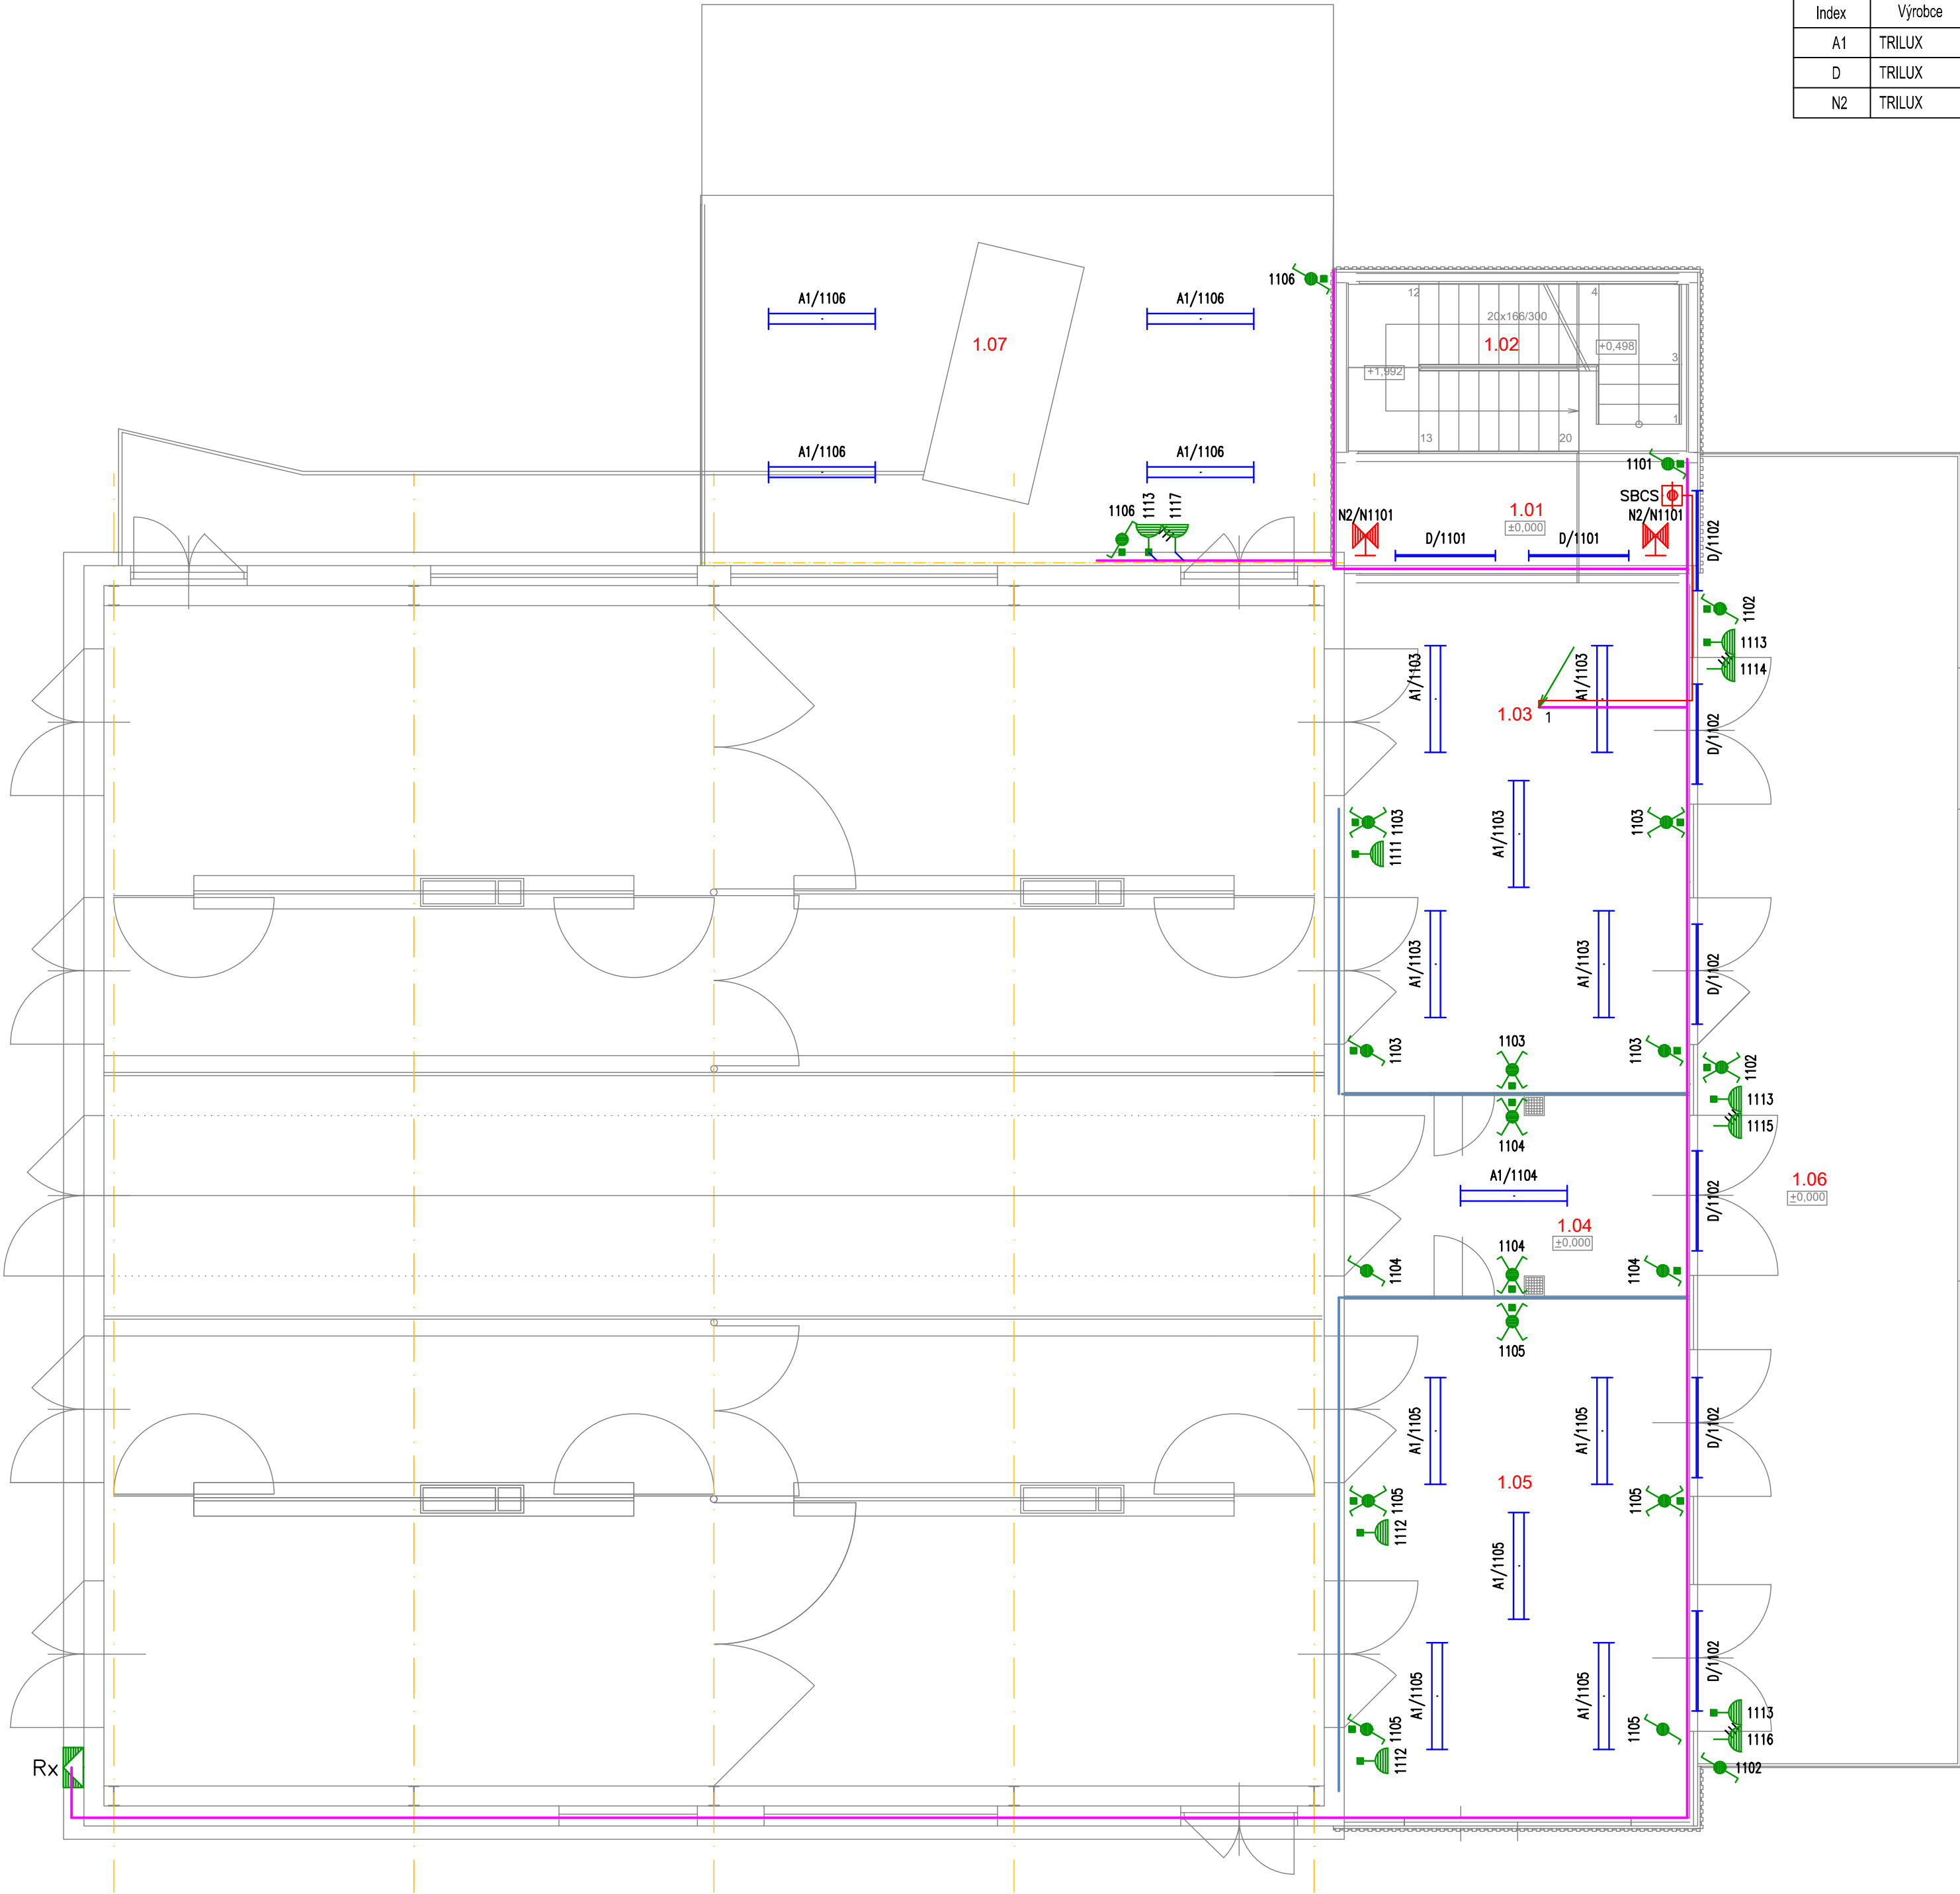 Index Výrobce
A1 TRILUX
D TRILUX
N2 TRILUX
1106
A1/1106
A1/1106
12
4
20x166/300
1.07
1.02
+0,498
3
+1,992
1
13
20
A1/1106
A1/1106
1101
SBCS
1106
1113
1117
N2/N1101
1.01
±0,000
N2/N1101
D/1101
D/1101
D/1102
1102
1113
1114
A1/1103
A1/1103
1.03
1
D/1102
1103
1111
A1/1103
1103
A1/1103
A1/1103
D/1102
1103
1103
1103
1102
1113
1115
1104
A1/1104
1.06
±0,000
D/1102
1.04
±0,000
1104
1104
1104
1105
A1/1105
A1/1105
D/1102
1.05
1105
1112
1105
A1/1105
A1/1105
A1/1105
D/1102
1105
1112
1105
1113
1116
1102
Rx